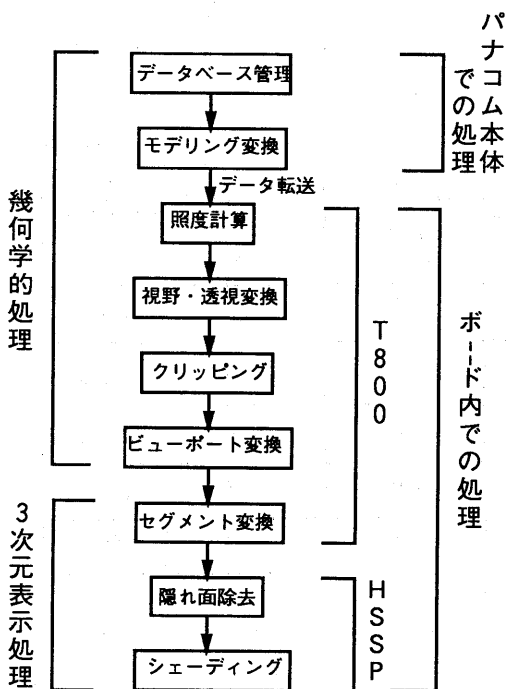 データベース管理
モデリング変換
データ転送
照度計算
視野・透視変換
クリッピング
ビューポート変換
セグメント変換
隠れ面除去
シェーディング
幾何学的処理
3次元表示処理
パナコム本体
での処理
T800
HSSP
ボード内での処理